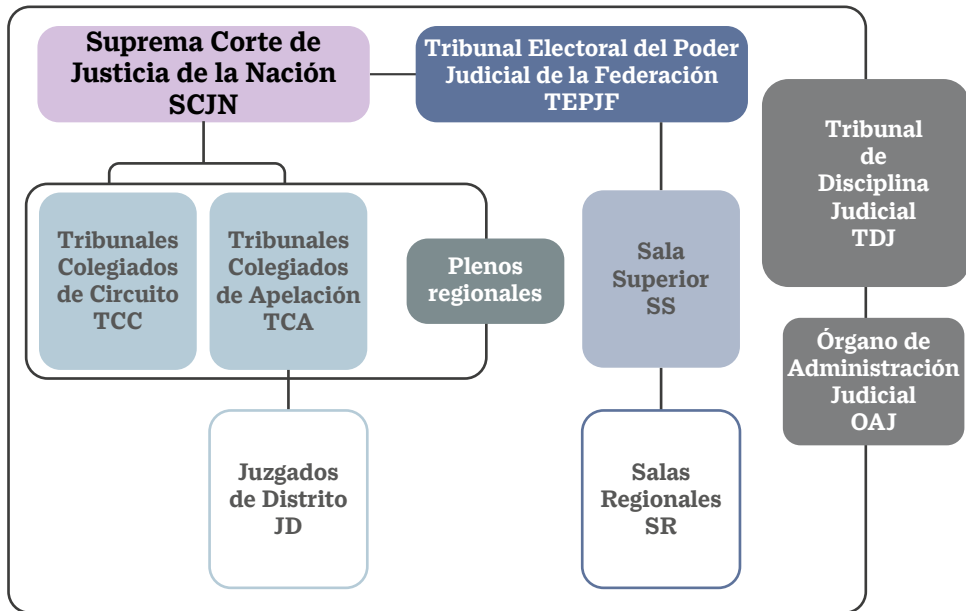 Suprema Corte de
Justicia de la Nación
SCJN
Tribunal Electoral del Poder
Judicial de la Federación
TEPJF
Tribunal
de
Disciplina
Judicial
TDJ
Tribunales
Colegiados
de Circuito
TCC
Tribunales
Colegiados
de Apelación
TCA
Plenos
regionales
Sala
Superior
SS
Órgano de
Administración
Judicial
OAJ
Juzgados
de Distrito
JD
Salas
Regionales
SR